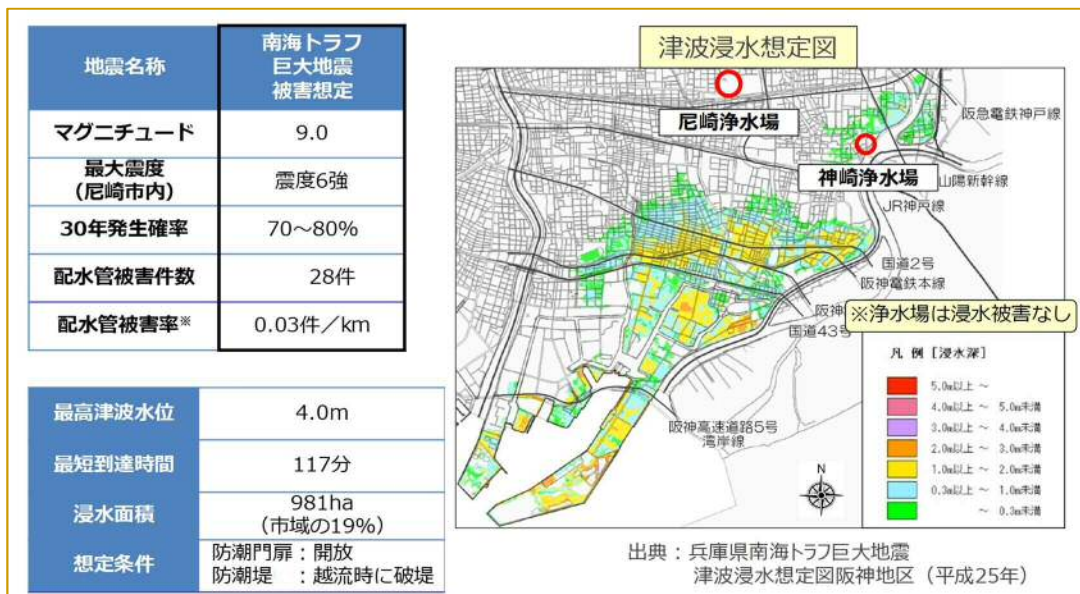 地震名称
南海トラフ
巨大地震
被害想定
マグニチュード
9.0
最大震度
(尼崎市内)
震度6強
30年発生確率
70～80%
配水管被害件数
28件
配水管被害率※
0.03件／km
最高津波水位
4.0m
最短到達時間
117分
浸水面積
981ha
（市域の19%）
想定条件
防潮門扉：開放
防潮堤　：越流時に破堤
津波浸水想定図
尼崎浄水場
神崎浄水場
阪急電鉄神戸線
山陽新幹線
JR神戸線
国道2号
阪神電鉄本線
阪神
国道43号
※浄水場は浸水被害なし
阪神高速道路5号
湾岸線
N
凡 例 [浸水深]
5.0m以上 ～
4.0m以上 ～ 5.0m未満
3.0m以上 ～ 4.0m未満
2.0m以上 ～ 3.0m未満
1.0m以上 ～ 2.0m未満
0.3m以上 ～ 1.0m未満
～ 0.3m未満
出典：兵庫県南海トラフ巨大地震
津波浸水想定図阪神地区（平成25年）